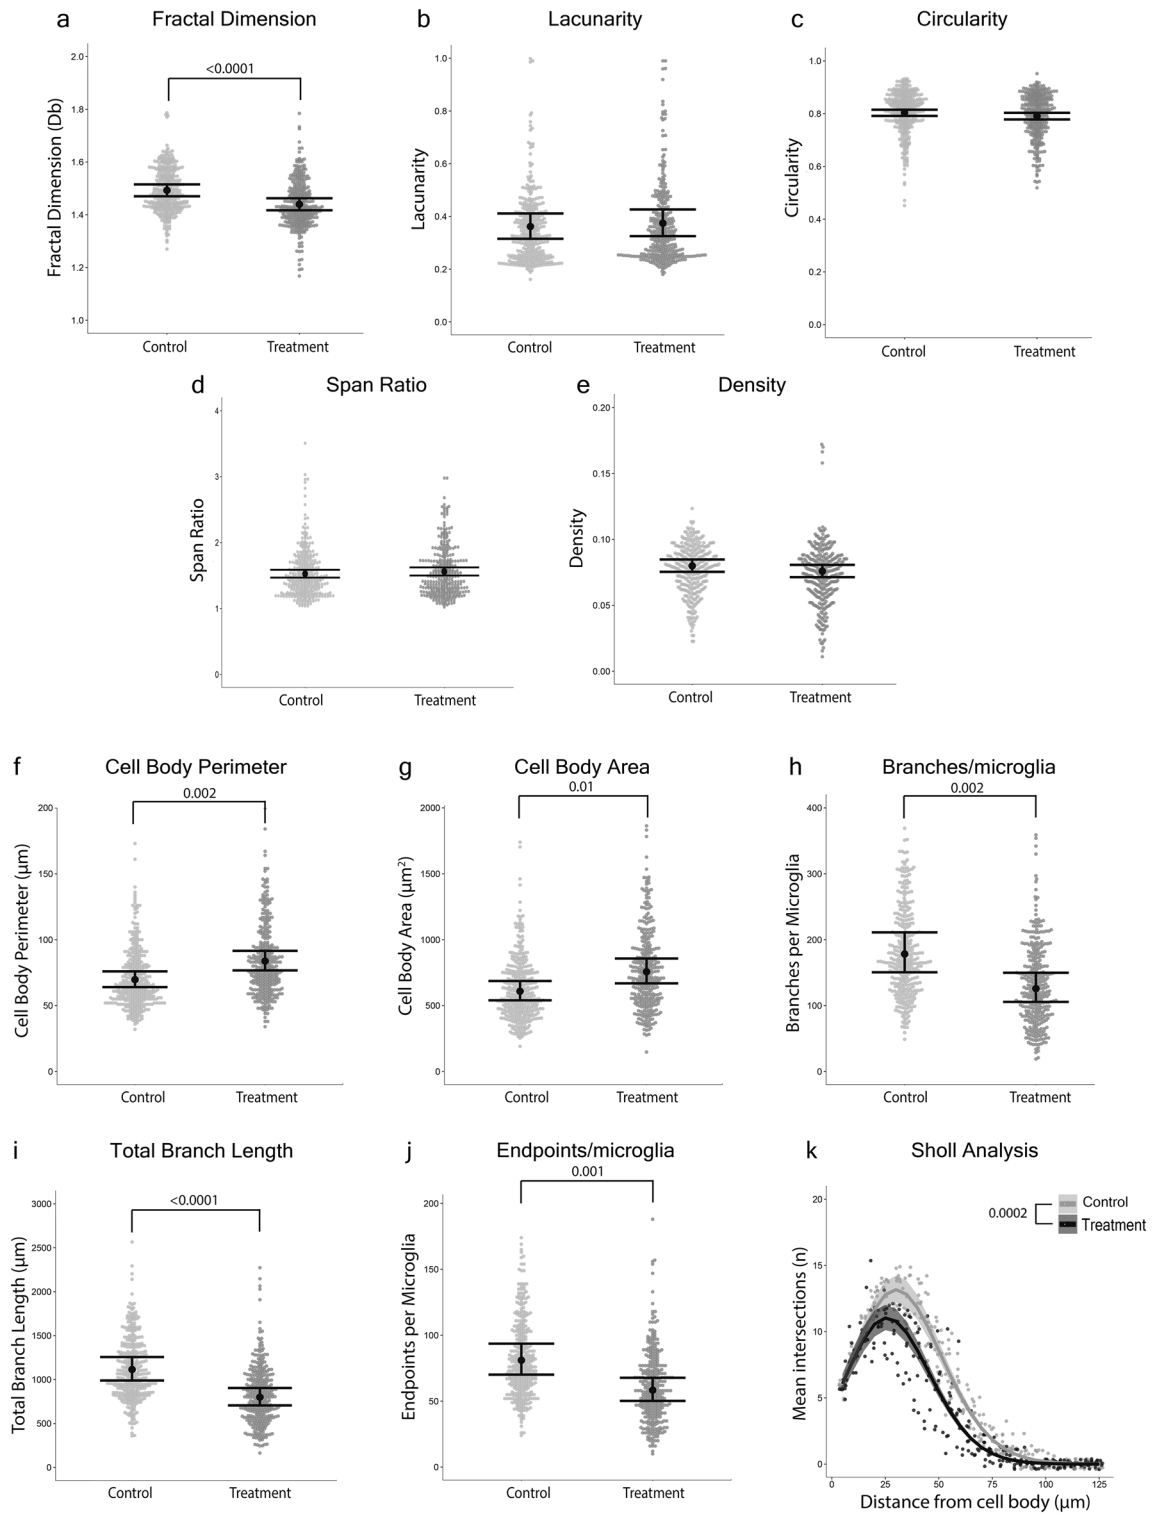 a Fractal Dimension
2.0
1.8
1.6
1.4
1.2
1.0
Fractal Dimension (Db)
<0.0001
Control Treatment
b Lacunarity
1.0
0.8
0.6
0.4
0.2
0.0
Lacunarity
Control Treatment
c Circularity
1.0
0.8
0.6
0.4
0.2
0.0
Circularity
Control Treatment
d Span Ratio
4
3
2
1
0
Span Ratio
Control Treatment
e Density
0.20
0.15
0.10
0.05
0.00
Density
Control Treatment
f Cell Body Perimeter
0.002
200
150
100
50
0
Cell Body Perimeter (µm)
Control Treatment
g Cell Body Area
0.01
2000
1500
1000
500
0
Cell Body Area (µm²)
Control Treatment
h Branches/microglia
0.002
400
300
200
100
0
Branches per Microglia
Control Treatment
i Total Branch Length
<0.0001
3000
2500
2000
1500
1000
500
0
Total Branch Length (µm)
Control Treatment
j Endpoints/microglia
0.001
200
150
100
50
0
Endpoints per Microglia
Control Treatment
k Sholl Analysis
20
15
10
5
0
Mean intersections (n)
0.0002
Control
Treatment
0 25 50 75 100 125
Distance from cell body (µm)